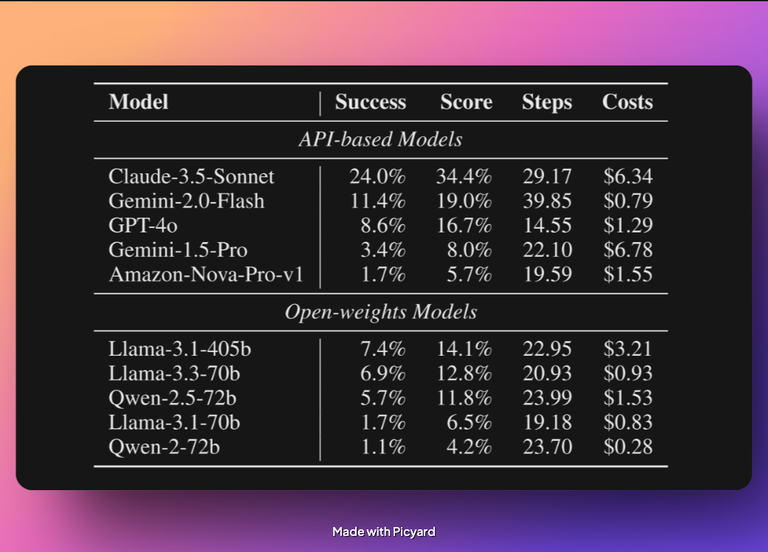 Model Success Score Steps Costs
API-based Models
Claude-3.5-Sonnet 24.0% 34.4% 29.17 $6.34
Gemini-2.0-Flash 11.4% 19.0% 39.85 $0.79
GPT-4o 8.6% 16.7% 14.55 $1.29
Gemini-1.5-Pro 3.4% 8.0% 22.10 $6.78
Amazon-Nova-Pro-v1 1.7% 5.7% 19.59 $1.55
Open-weights Models
Llama-3.1-405b 7.4% 14.1% 22.95 $3.21
Llama-3.3-70b 6.9% 12.8% 20.93 $0.93
Qwen-2.5-72b 5.7% 11.8% 23.99 $1.53
Llama-3.1-70b 1.7% 6.5% 19.18 $0.83
Qwen-2-72b 1.1% 4.2% 23.70 $0.28
Made with Picyard